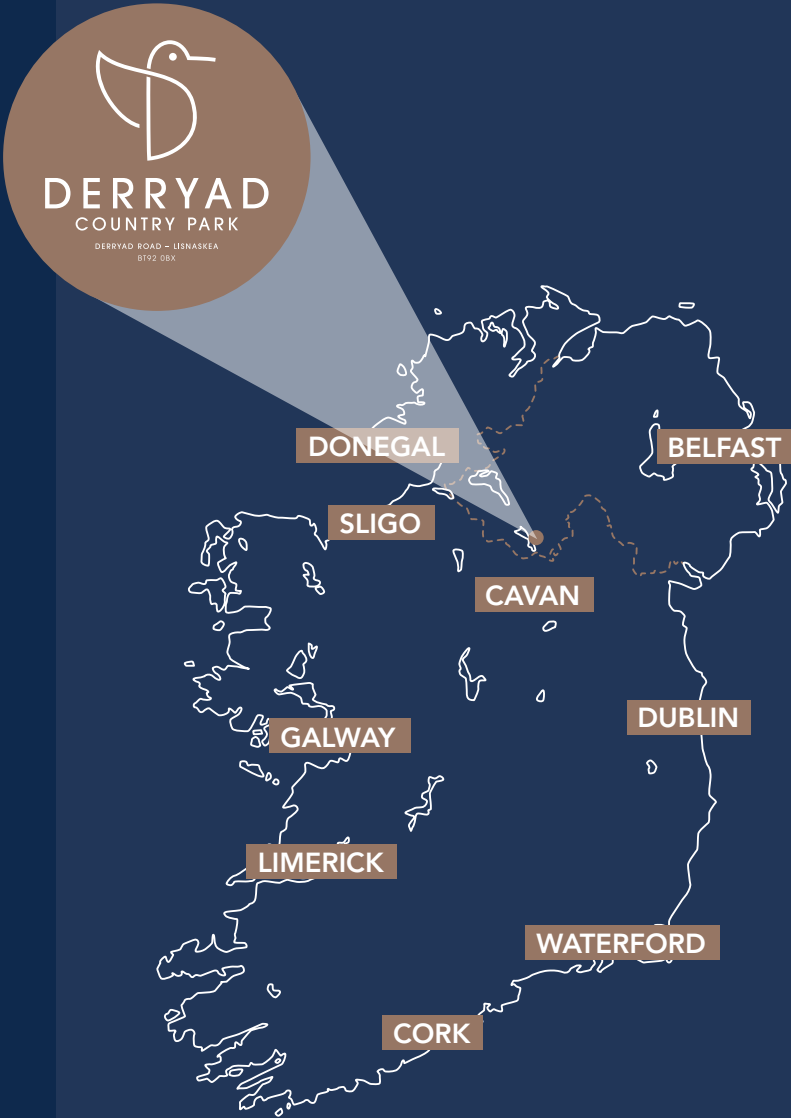 DERRYAD
COUNTRY PARK
DERRYAD ROAD – LISNASKEA
BT92 0BX
DONEGAL
BELFAST
SLIGO
CAVAN
DUBLIN
GALWAY
LIMERICK
WATERFORD
CORK